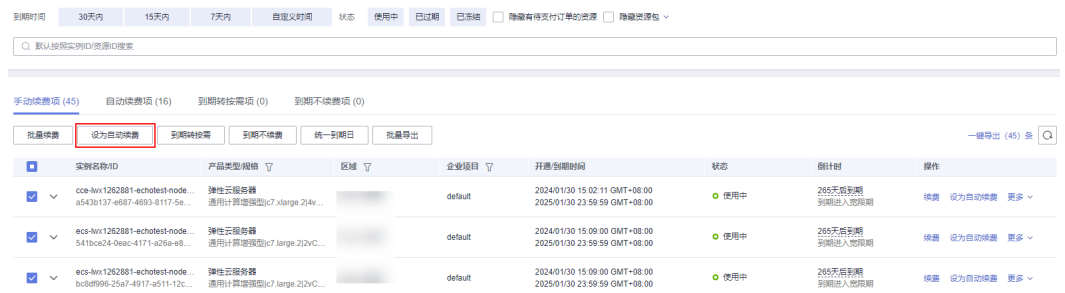 到期时间 30天内 15天内 7天内 自定义时间 状态 使用中 已过期 已冻结 隐藏有待支付订单的资源 隐藏资源包
默认按照实例ID/资源ID搜索
手动续费项 (45) 自动续费项 (16) 到期转按需项 (0) 到期不续费项 (0)
批量续费 设为自动续费 到期转按需 到期不续费 统一到期日 批量导出 一键导出 (45) 条
实例名称/ID 产品类型/规格 区域 企业项目 开通/到期时间 状态 倒计时 操作
cce-lwx1262881-echotest-node... 弹性云服务器 default 2024/01/30 15:02:11 GMT+08:00 使用中 265天后到期 续费 设为自动续费 更多
a543b137-e687-4693-8117-5e... 通用计算增强型|c7.xlarge.2|4v... 2025/01/30 23:59:59 GMT+08:00 到期进入宽限期
ecs-lwx1262881-echotest-node... 弹性云服务器 default 2024/01/30 15:09:00 GMT+08:00 使用中 265天后到期 续费 设为自动续费 更多
541bce24-0eac-4171-a26a-e8... 通用计算增强型|c7.large.2|2vC... 2025/01/30 23:59:59 GMT+08:00 到期进入宽限期
ecs-lwx1262881-echotest-node... 弹性云服务器 default 2024/01/30 15:09:00 GMT+08:00 使用中 265天后到期 续费 设为自动续费 更多
bc8df996-25a7-4917-a511-12c... 通用计算增强型|c7.large.2|2vC... 2025/01/30 23:59:59 GMT+08:00 到期进入宽限期